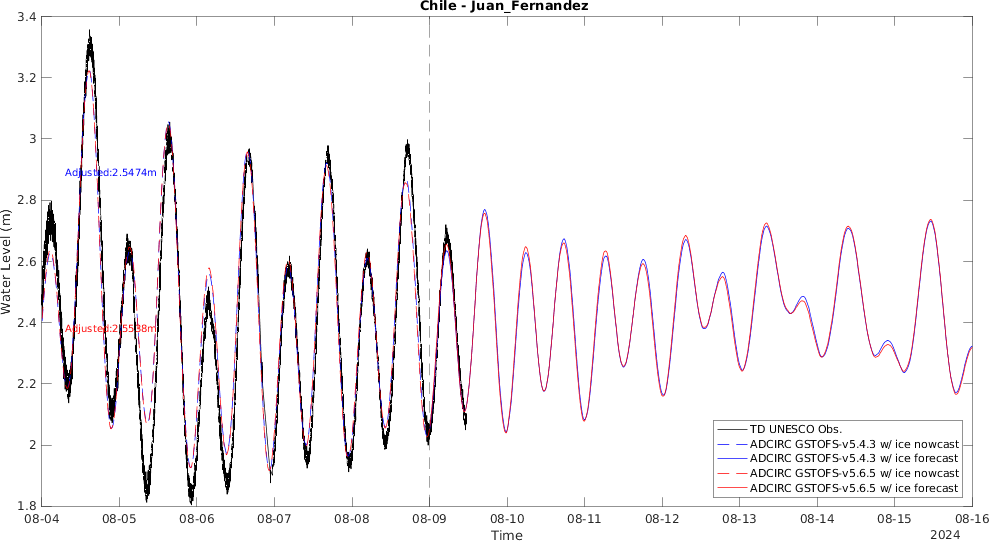 Chile - Juan_Fernandez
3.4
3.2
3
2.8
2.6
2.4
2.2
2
1.8
Water Level (m)
Adjusted:2.5474m
Adjusted:2.5538m
TD UNESCO Obs.
ADCIRC GSTOFS-v5.4.3 w/ ice nowcast
ADCIRC GSTOFS-v5.4.3 w/ ice forecast
ADCIRC GSTOFS-v5.6.5 w/ ice nowcast
ADCIRC GSTOFS-v5.6.5 w/ ice forecast
08-04 08-05 08-06 08-07 08-08 08-09 08-10 08-11 08-12 08-13 08-14 08-15 08-16
Time
2024